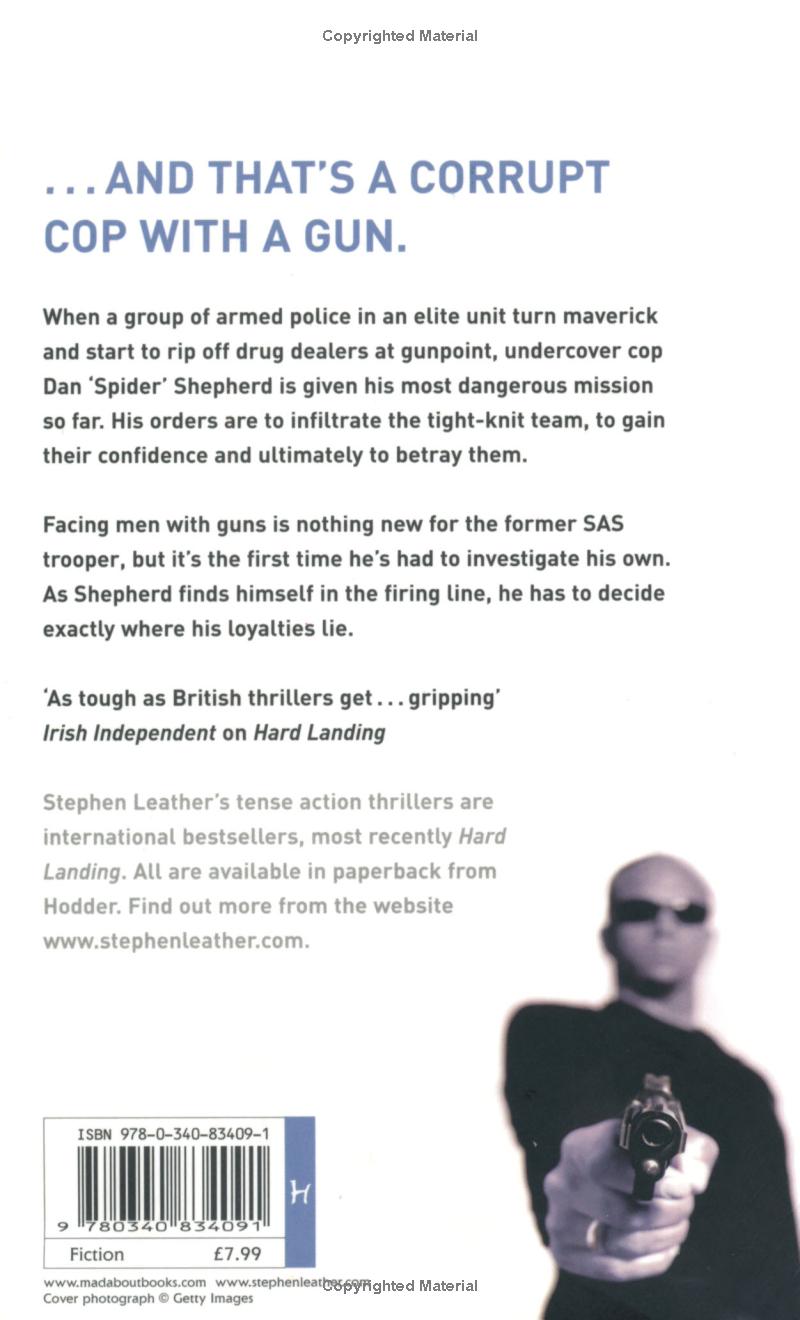 Copyrighted Material
...AND THAT'S A CORRUPT
COP WITH A GUN.
When a group of armed police in an elite unit turn maverick
and start to rip off drug dealers at gunpoint, undercover cop
Dan ‘Spider’ Shepherd is given his most dangerous mission
so far. His orders are to infiltrate the tight-knit team, to gain
their confidence and ultimately to betray them.
Facing men with guns is nothing new for the former SAS
trooper, but it's the first time he's had to investigate his own.
As Shepherd finds himself in the firing line, he has to decide
exactly where his loyalties lie.
‘As tough as British thrillers get...gripping’
Irish Independent on Hard Landing
Stephen Leather's tense action thrillers are
international bestsellers, most recently Hard
Landing. All are available in paperback from
Hodder. Find out more from the website
www.stephenleather.com.
ISBN 978-0-340-83409-1
9 780340 834091
H
Fiction £7.99
www.madaboutbooks.com www.stephenleather.com
Copyrighted Material
Cover photograph © Getty Images